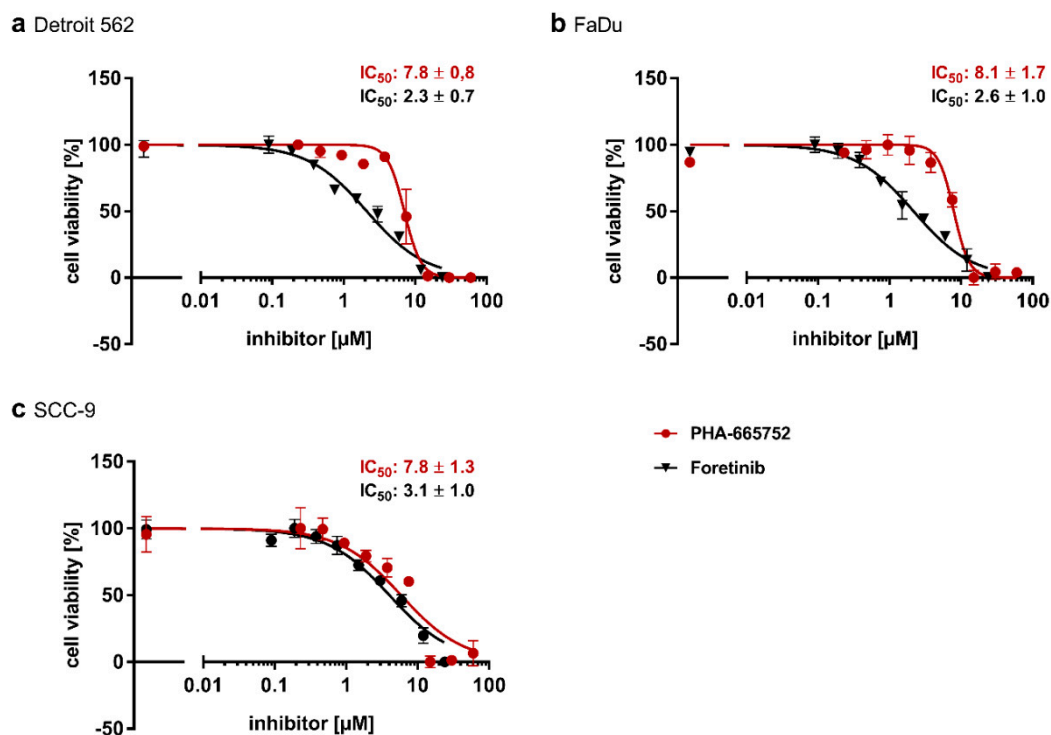 a Detroit 562
IC50: 7.8 ± 0,8
IC50: 2.3 ± 0.7
150
100
50
0
-50
cell viability [%]
0.01 0.1 1 10 100
inhibitor [µM]
b FaDu
IC50: 8.1 ± 1.7
IC50: 2.6 ± 1.0
150
100
50
0
-50
cell viability [%]
0.01 0.1 1 10 100
inhibitor [µM]
c SCC-9
IC50: 7.8 ± 1.3
IC50: 3.1 ± 1.0
150
100
50
0
-50
cell viability [%]
0.01 0.1 1 10 100
inhibitor [µM]
PHA-665752
Foretinib